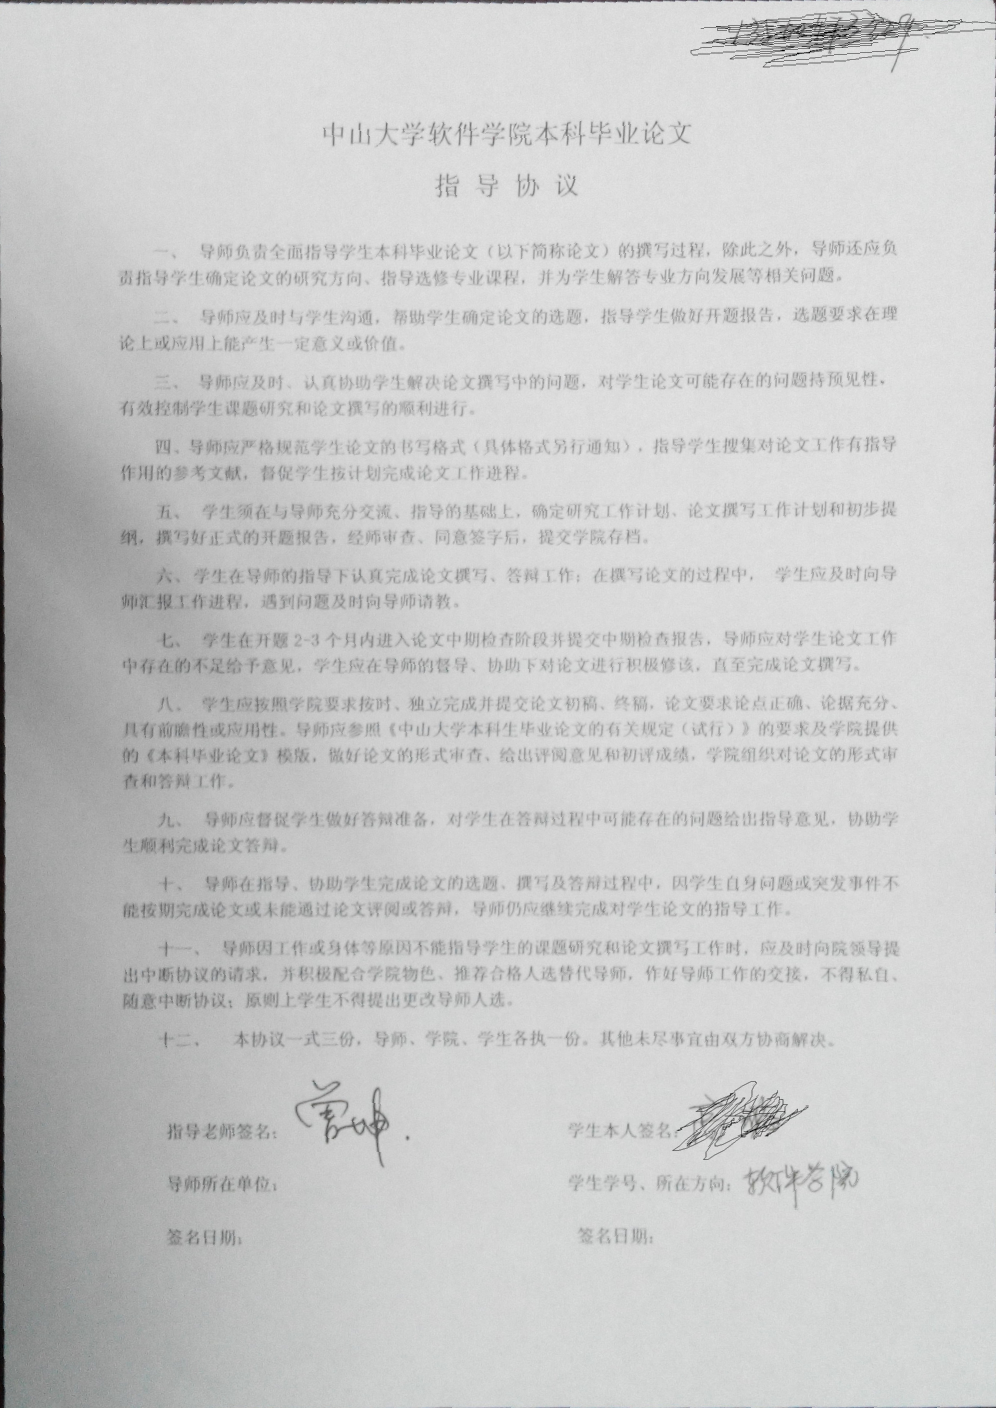 中山大学软件学院本科毕业论文
指导协议
一、 导师负责全面指导学生本科毕业论文（以下简称论文）的撰写过程，除此之外，导师还应负
责指导学生确定论文的研究方向、指导选修专业课程，并为学生解答专业方向发展等相关问题。
二、 导师应及时与学生沟通，帮助学生确定论文的选题，指导学生做好开题报告，选题要求在理
论上或应用上能产生一定意义或价值。
三、 导师应及时、认真协助学生解决论文撰写中的问题，对学生论文可能存在的问题持预见性，
有效控制学生课题研究和论文撰写的顺利进行。
四、导师应严格规范学生论文的书写格式（具体格式另行通知），指导学生搜集对论文工作有指导
作用的参考文献，督促学生按计划完成论文工作进程。
五、 学生须在与导师充分交流、指导的基础上，确定研究工作计划、论文撰写工作计划和初步提
纲，撰写好正式的开题报告，经师审查、同意签字后，提交学院存档。
六、学生在导师的指导下认真完成论文撰写、答辩工作；在撰写论文的过程中， 学生应及时向导
师汇报工作进程，遇到问题及时向导师请教。
七、 学生在开题 2-3 个月内进入论文中期检查阶段并提交中期检查报告，导师应对学生论文工作
中存在的不足给予意见，学生应在导师的督导、协助下对论文进行积极修该，直至完成论文撰写。
八、 学生应按照学院要求按时、独立完成并提交论文初稿、终稿，论文要求论点正确、论据充分、
具有前瞻性或应用性。导师应参照《中山大学本科生毕业论文的有关规定（试行）》的要求及学院提供
的《本科毕业论文》模版，做好论文的形式审查、给出评阅意见和初评成绩，学院组织对论文的形式审
查和答辩工作。
九、 导师应督促学生做好答辩准备，对学生在答辩过程中可能存在的问题给出指导意见，协助学
生顺利完成论文答辩。
十、 导师在指导、协助学生完成论文的选题、撰写及答辩过程中，因学生自身问题或突发事件不
能按期完成论文或未能通过论文评阅或答辩，导师仍应继续完成对学生论文的指导工作。
十一、 导师因工作或身体等原因不能指导学生的课题研究和论文撰写工作时，应及时向院领导提
出中断协议的请求，并积极配合学院物色、推荐合格人选替代导师，作好导师工作的交接，不得私自、
随意中断协议；原则上学生不得提出更改导师人选。
十二、 本协议一式三份，导师、学院、学生各执一份。其他未尽事宜由双方协商解决。
指导老师签名： 学生本人签名：
导师所在单位： 学生学号、所在方向：软件学院
签名日期： 签名日期：